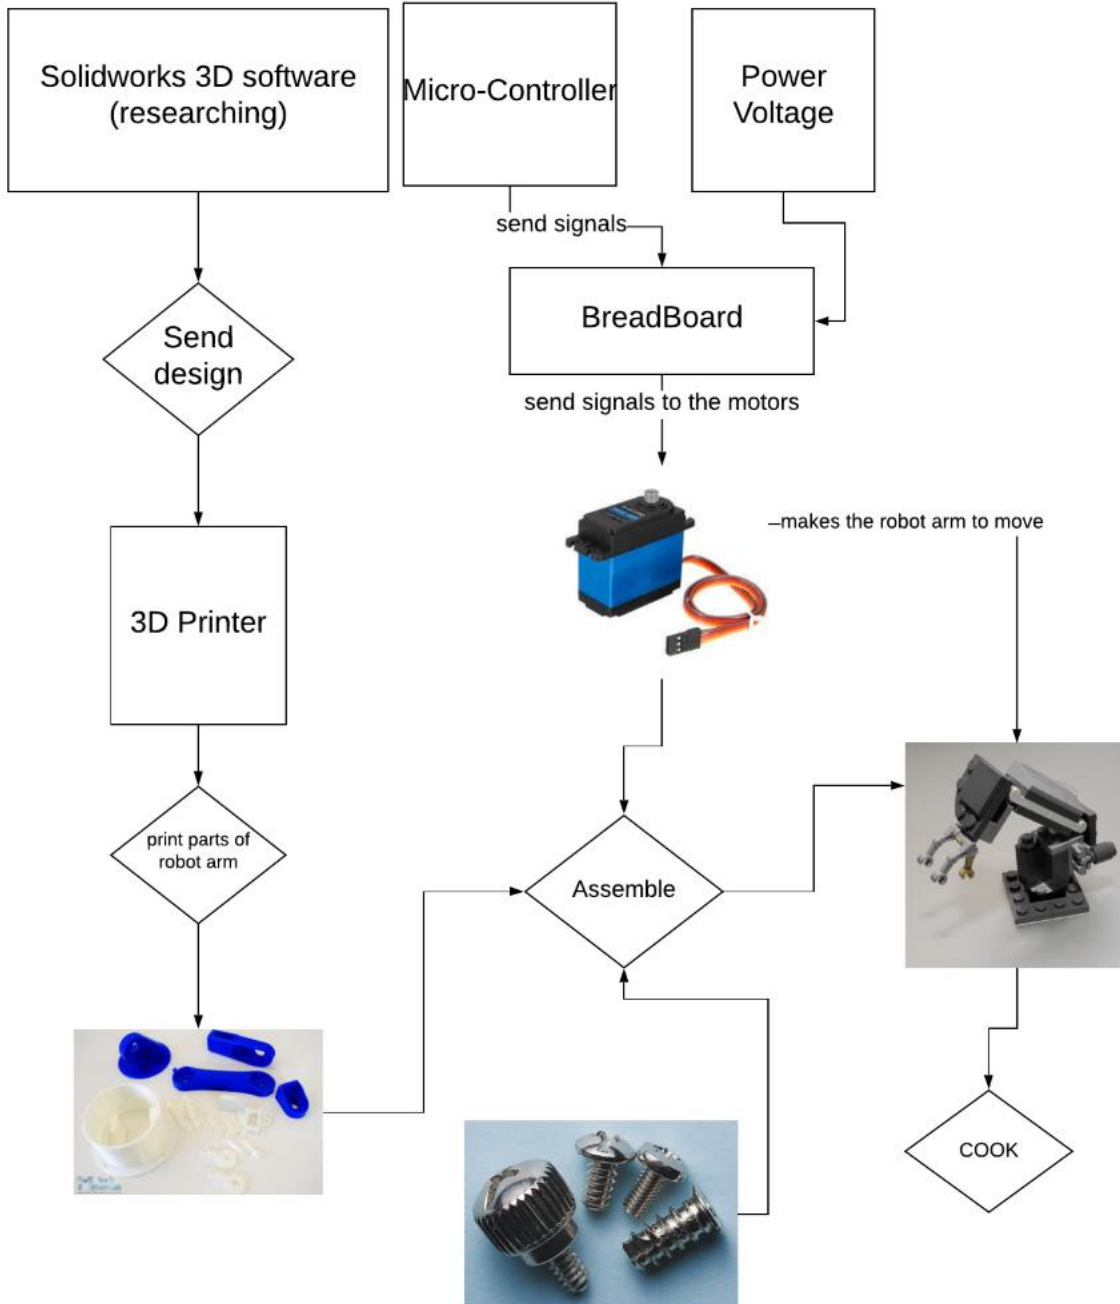 Solidworks 3D software
(researching)
Micro-Controller
Power
Voltage
send signals
BreadBoard
Send
design
send signals to the motors
makes the robot arm to move
3D Printer
print parts of
robot arm
Assemble
COOK